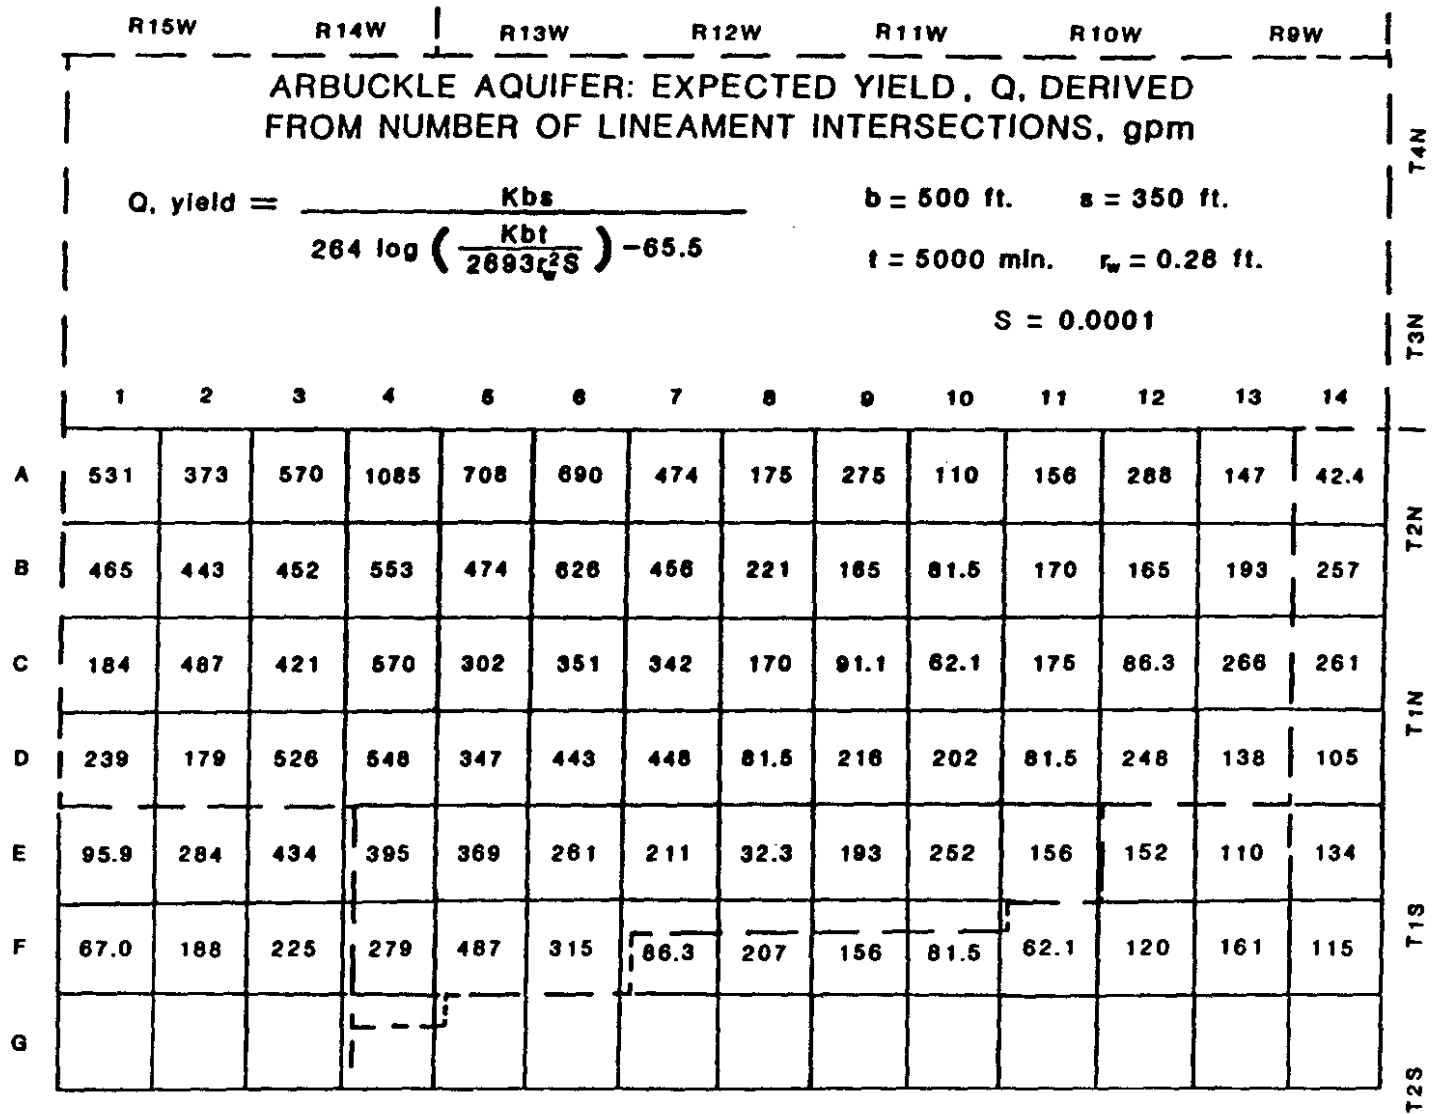 R15W R14W R13W R12W R11W R10W R9W
ARBUCKLE AQUIFER: EXPECTED YIELD, Q, DERIVED
FROM NUMBER OF LINEAMENT INTERSECTIONS, gpm
T4N
Q, yield = Kbs / 264 log ( Kbt / 2693r_w^2S ) -65.5
b = 500 ft. s = 350 ft.
t = 5000 min. r_w = 0.28 ft.
S = 0.0001
T3N
1 2 3 4 5 6 7 8 9 10 11 12 13 14
A 531 373 570 1085 708 690 474 175 275 110 156 288 147 42.4
T2N
B 465 443 452 553 474 626 456 221 165 81.5 170 165 193 257
C 184 487 421 570 302 351 342 170 91.1 62.1 175 86.3 266 261
T1N
D 239 179 526 548 347 443 448 81.5 216 202 81.5 248 138 105
E 95.9 284 434 395 369 261 211 32.3 193 252 156 152 110 134
T1S
F 67.0 188 225 279 487 315 86.3 207 156 81.5 62.1 120 161 115
G
T2S